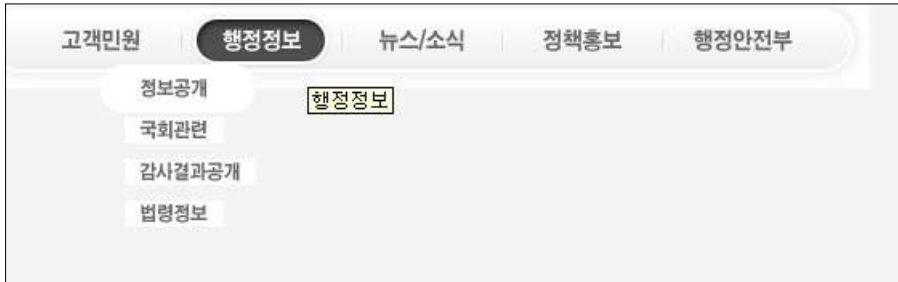 고객민원 행정정보 뉴스/소식 정책홍보 행정안전부
정보공개
행정정보
국회관련
감사결과공개
법령정보